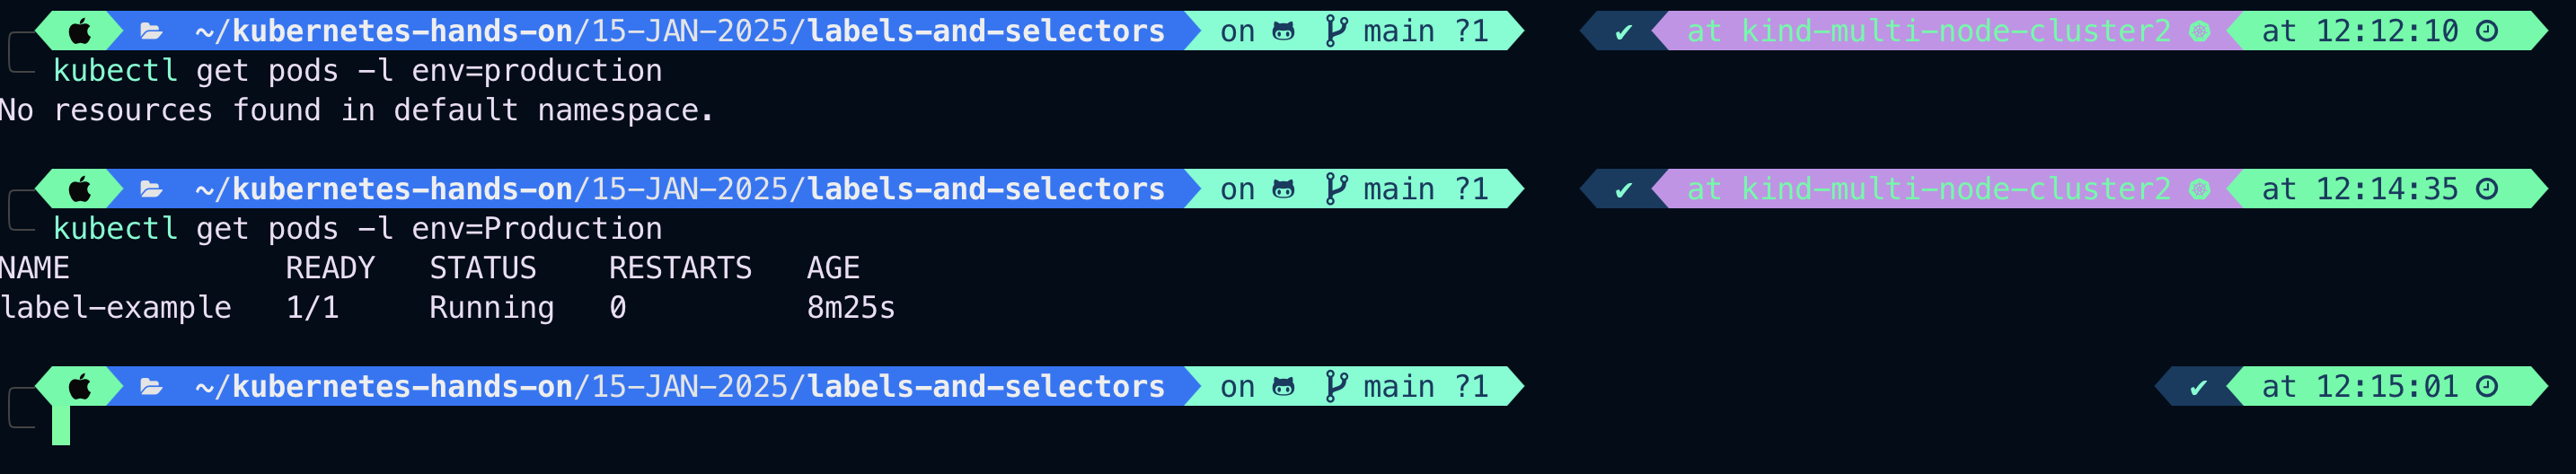 ~/kubernetes-hands-on/15-JAN-2025/labels-and-selectors on main ?1 ✔ at kind-multi-node-cluster2 at 12:12:10
kubectl get pods -l env=production
No resources found in default namespace.
~/kubernetes-hands-on/15-JAN-2025/labels-and-selectors on main ?1 ✔ at kind-multi-node-cluster2 at 12:14:35
kubectl get pods -l env=Production
NAME READY STATUS RESTARTS AGE
label-example 1/1 Running 0 8m25s
~/kubernetes-hands-on/15-JAN-2025/labels-and-selectors on main ?1 ✔ at 12:15:01